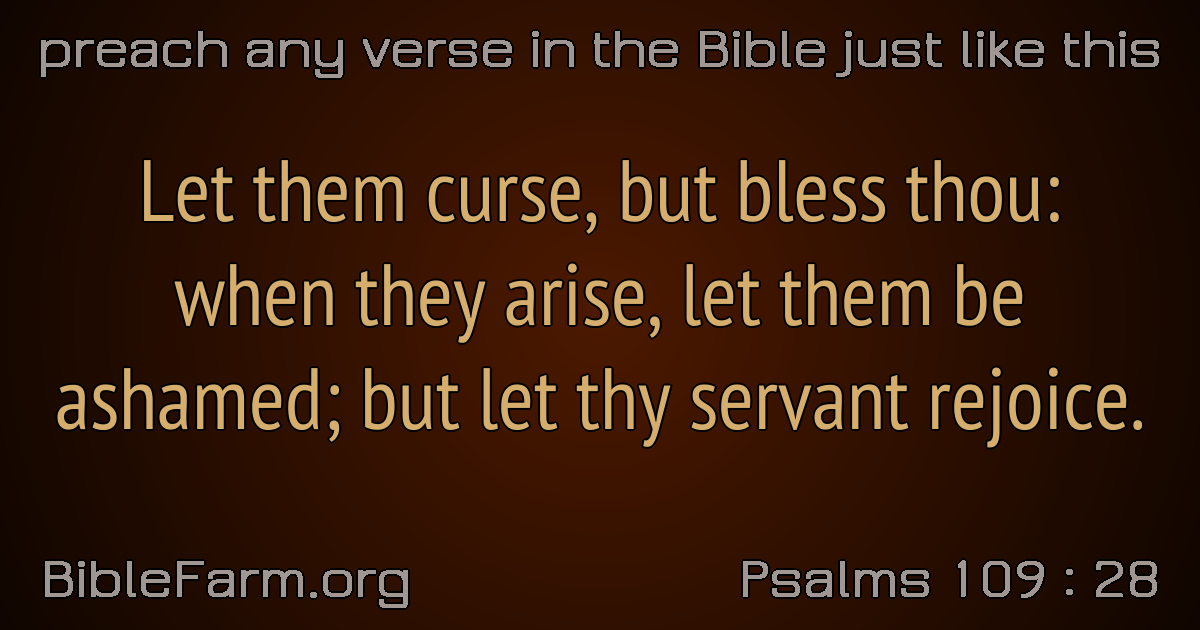 preach any verse in the Bible just like this
Let them curse, but bless thou:
when they arise, let them be
ashamed; but let thy servant rejoice.
BibleFarm.org
Psalms 109 : 28